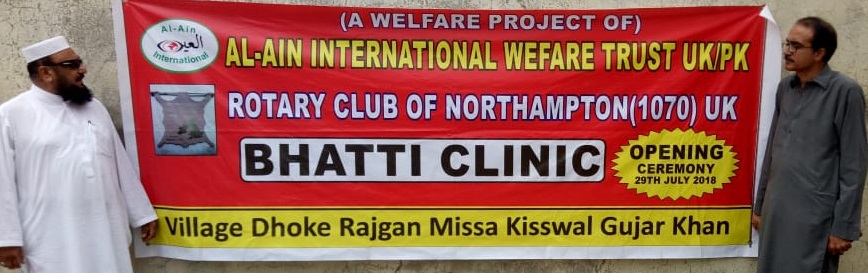 (A WELFARE PROJECT OF)
Al-Ain
العين
International
AL-AIN INTERNATIONAL WEFARE TRUST UK/PK
ROTARY CLUB OF NORTHAMPTON(1070) UK
BHATTI CLINIC
OPENING
CEREMONY
29TH JULY 2018
Village Dhoke Rajgan Missa Kisswal Gujar Khan